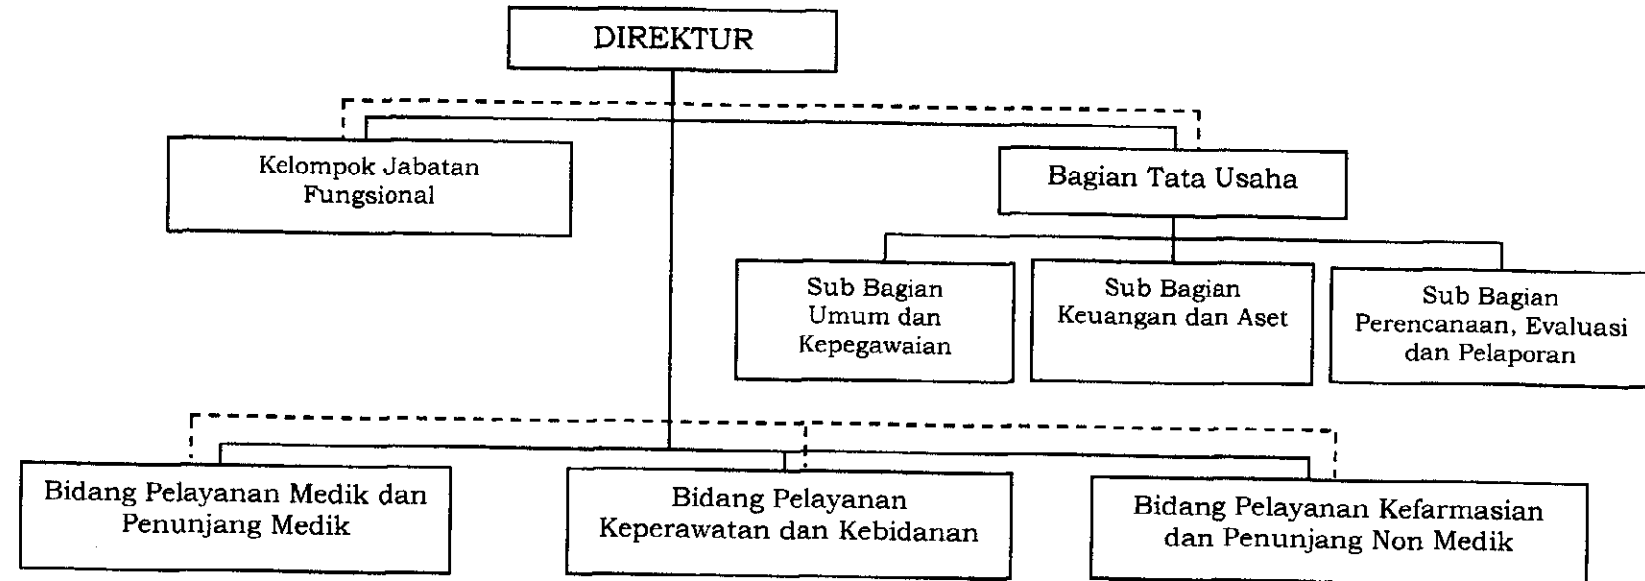 DIREKTUR
Kelompok Jabatan
Fungsional
Bagian Tata Usaha
Sub Bagian
Umum dan
Kepegawaian
Sub Bagian
Keuangan dan Aset
Sub Bagian
Perencanaan, Evaluasi
dan Pelaporan
Bidang Pelayanan Medik dan
Penunjang Medik
Bidang Pelayanan
Keperawatan dan Kebidanan
Bidang Pelayanan Kefarmasian
dan Penunjang Non Medik